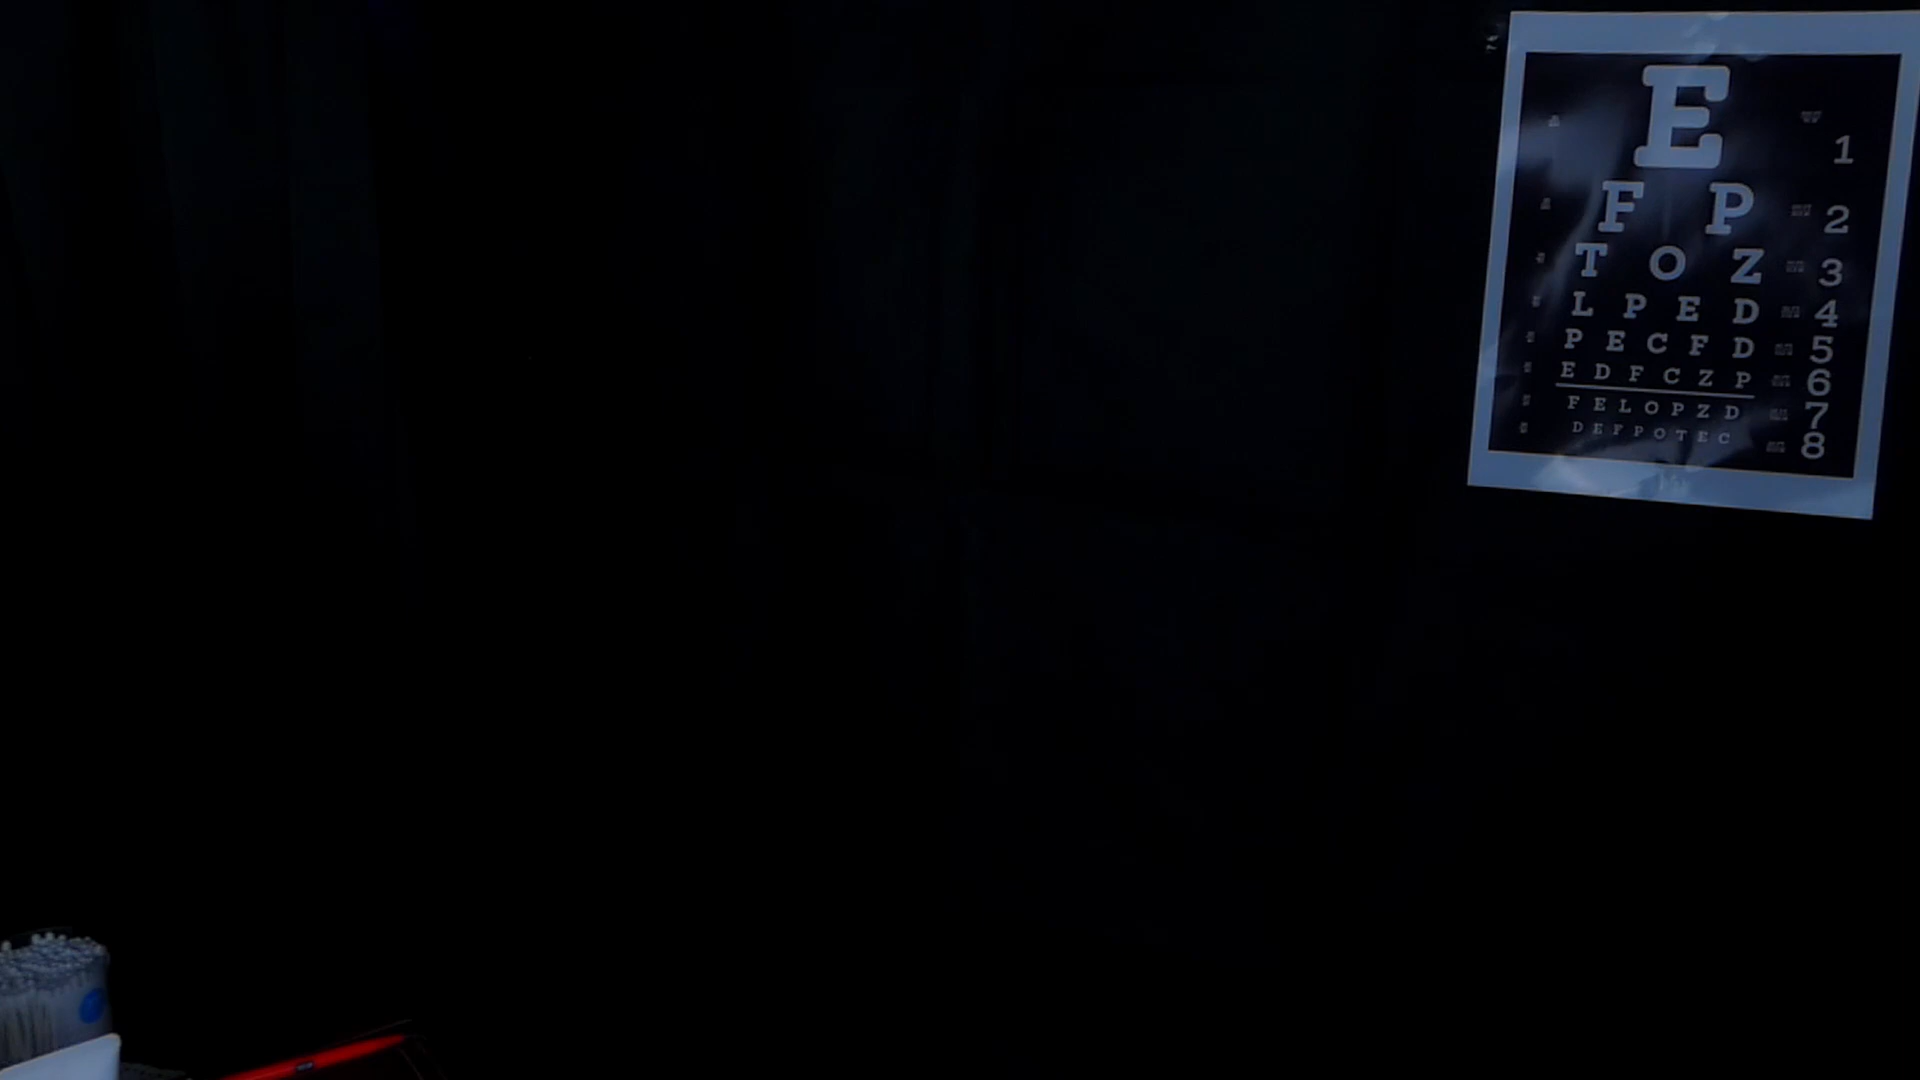 E 1
F P 2
T O Z 3
L P E D 4
P E C F D 5
E D F C Z P 6
F E L O P Z D 7
D E F P O T E C 8